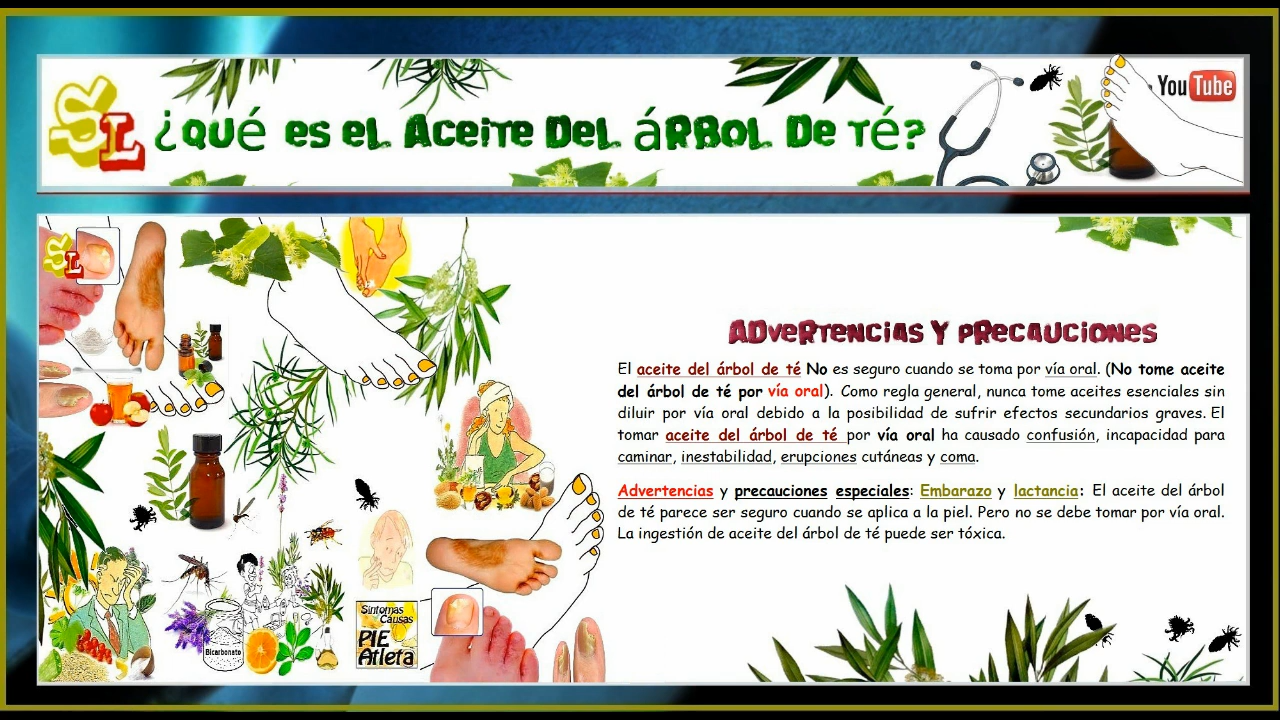 SL
¿Qué es el Aceite del árbol de té?
You Tube
SL
Advertencias y precauciones
El aceite del árbol de té No es seguro cuando se toma por vía oral. (No tome aceite
del árbol de té por vía oral). Como regla general, nunca tome aceites esenciales sin
diluir por vía oral debido a la posibilidad de sufrir efectos secundarios graves. El
tomar aceite del árbol de té por vía oral ha causado confusión, incapacidad para
caminar, inestabilidad, erupciones cutáneas y coma.
Advertencias y precauciones especiales: Embarazo y lactancia: El aceite del árbol
de té parece ser seguro cuando se aplica a la piel. Pero no se debe tomar por vía oral.
La ingestión de aceite del árbol de té puede ser tóxica.
Bicarbonato
Sintomas
Causas
PIE
Atleta